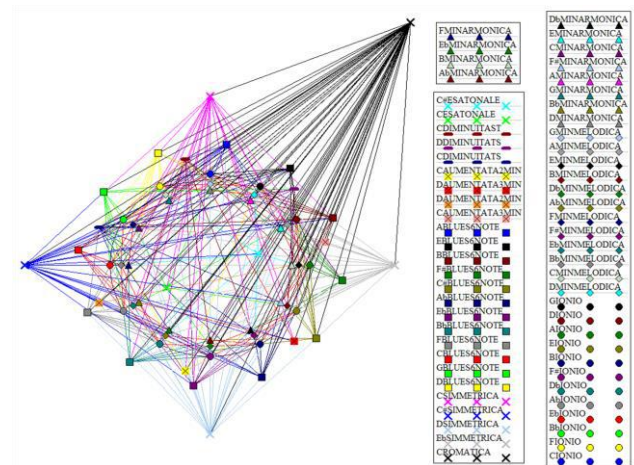 FMINARMONICA
EbMINARMONICA
BMINARMONICA
AbMINARMONICA
C#ESATONALE
CESATONALE
CDIMINUITAST
DDIMINUITATS
CDIMINUITATS
CAUMENTATA2MIN
DAUMENTATA3MIN
DAUMENTATA2MIN
CAUMENTATA3MIN
ABLUES6NOTE
EBLUES6NOTE
BBLUES6NOTE
F#BLUES6NOTE
C#BLUES6NOTE
AbBLUES6NOTE
EbBLUES6NOTE
BbBLUES6NOTE
FBLUES6NOTE
CBLUES6NOTE
GBLUES6NOTE
DBLUES6NOTE
CSIMMETRICA
C#SIMMETRICA
DSIMMETRICA
EbSIMMETRICA
CROMATICA
DbMINARMONICA
EMINARMONICA
CMINARMONICA
F#MINARMONICA
AMINARMONICA
GMINARMONICA
BbMINARMONICA
DMINARMONICA
GMINMELODICA
AMINMELODICA
EMINMELODICA
BMINMELODICA
DbMINMELODICA
AbMINMELODICA
FMINMELODICA
F#MINMELODICA
EbMINMELODICA
BbMINMELODICA
CMINMELODICA
DMINMELODICA
GIONIO
DIONIO
AIONIO
EIONIO
BIONIO
F#IONIO
DbIONIO
AbIONIO
EbIONIO
BbIONIO
FIONIO
CIONIO